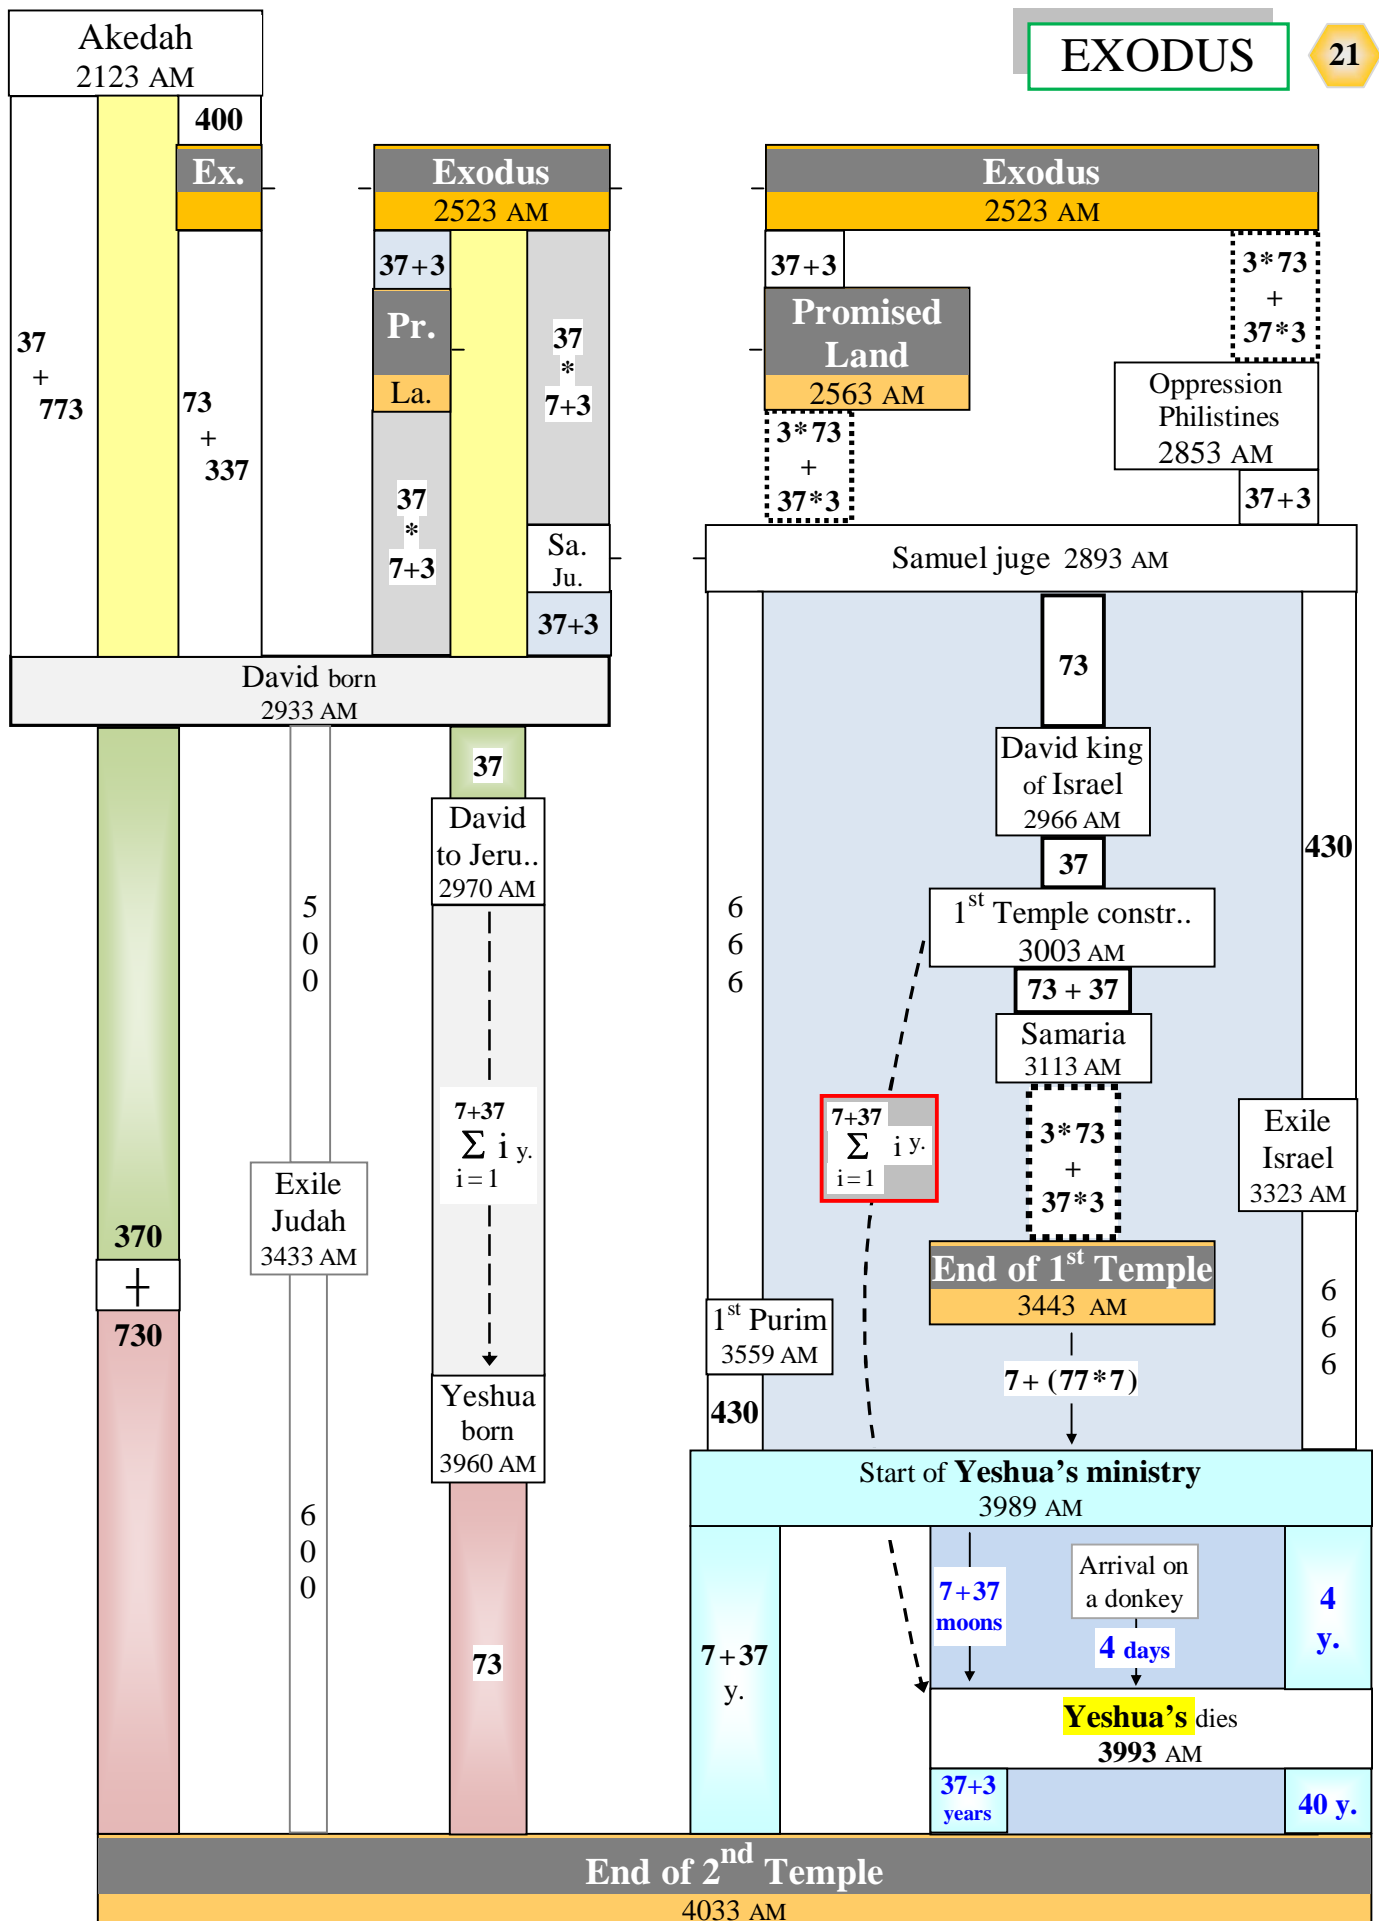 Akedah
2123 AM
EXODUS
21
400
Ex.
Exodus
2523 AM
Exodus
2523 AM
37
+
773
73
+
337
37+3
Pr.
La.
37
*
7+3
37
*
7+3
Sa.
Ju.
37+3
37+3
Promised
Land
2563 AM
3*73
+
37*3
3*73
+
37*3
Oppression
Philistines
2853 AM
37+3
Samuel juge 2893 AM
David born
2933 AM
37
David
to Jeru..
2970 AM
7+37
Σ i y.
i = 1
Yeshua
born
3960 AM
73
370
+
730
5
0
0
Exile
Judah
3433 AM
6
0
0
73
David king
of Israel
2966 AM
37
1st Temple constr..
3003 AM
73 + 37
Samaria
3113 AM
3*73
+
37*3
End of 1st Temple
3443 AM
7+ (77*7)
7+37
Σ i y.
i = 1
6
6
6
1st Purim
3559 AM
430
430
Exile
Israel
3323 AM
6
6
6
Start of Yeshua's ministry
3989 AM
7+37
y.
7+37
moons
Arrival on
a donkey
4 days
4
y.
Yeshua's dies
3993 AM
37+3
years
40 y.
End of 2nd Temple
4033 AM